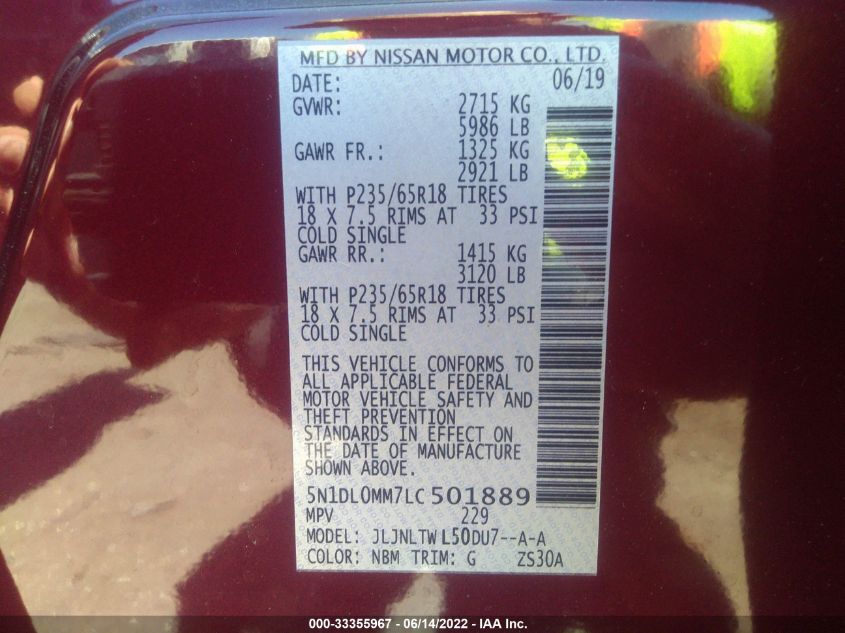 MFD BY NISSAN MOTOR CO., LTD.
DATE: 06/19
GVWR: 2715 KG
5986 LB
GAWR FR.: 1325 KG
2921 LB
WITH P235/65R18 TIRES
18 X 7.5 RIMS AT 33 PSI
COLD SINGLE
GAWR RR.: 1415 KG
3120 LB
WITH P235/65R18 TIRES
18 X 7.5 RIMS AT 33 PSI
COLD SINGLE
THIS VEHICLE CONFORMS TO
ALL APPLICABLE FEDERAL
MOTOR VEHICLE SAFETY AND
THEFT PREVENTION
STANDARDS IN EFFECT ON
THE DATE OF MANUFACTURE
SHOWN ABOVE.
5N1DL0MM7LC501889
MPV 229
MODEL: JLJNLTWL50DU7--A-A
COLOR: NBM TRIM: G ZS30A
000-33355967 - 06/14/2022 - IAA Inc.